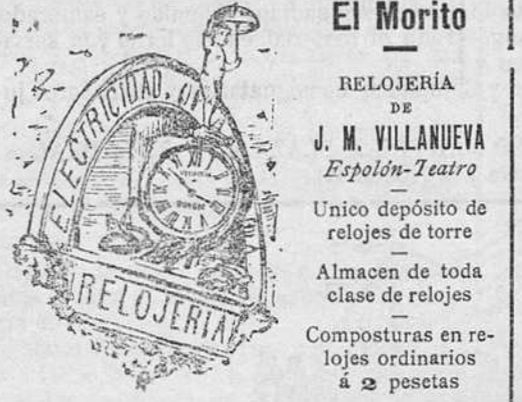 El Morito
RELOJERÍA
DE
J. M. VILLANUEVA
Espolón-Teatro
Unico depósito de
relojes de torre
Almacen de toda
clase de relojes
Composturas en re-
lojes ordinarios
á 2 pesetas
ELECTRICIDAD,
RELOJERIA